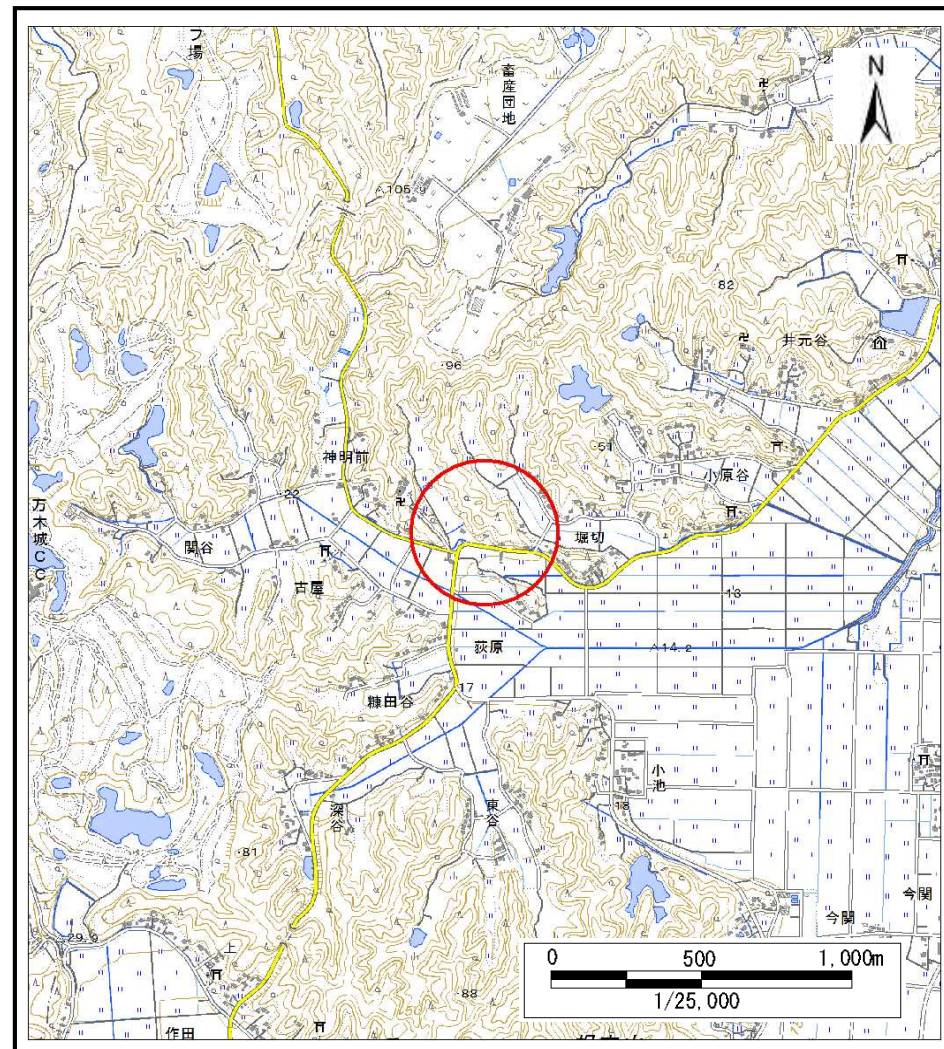 フ場
畜産団地
N
105.9
82
井元谷
96
51
神明前
小原谷
22
万木城CC
関谷
堀切
古屋
13
荻原
14.2
糠田谷
17
小池
18
深谷
東谷
81
今関
今関
29.9
上
88
作田
0 500 1,000m
1/25,000